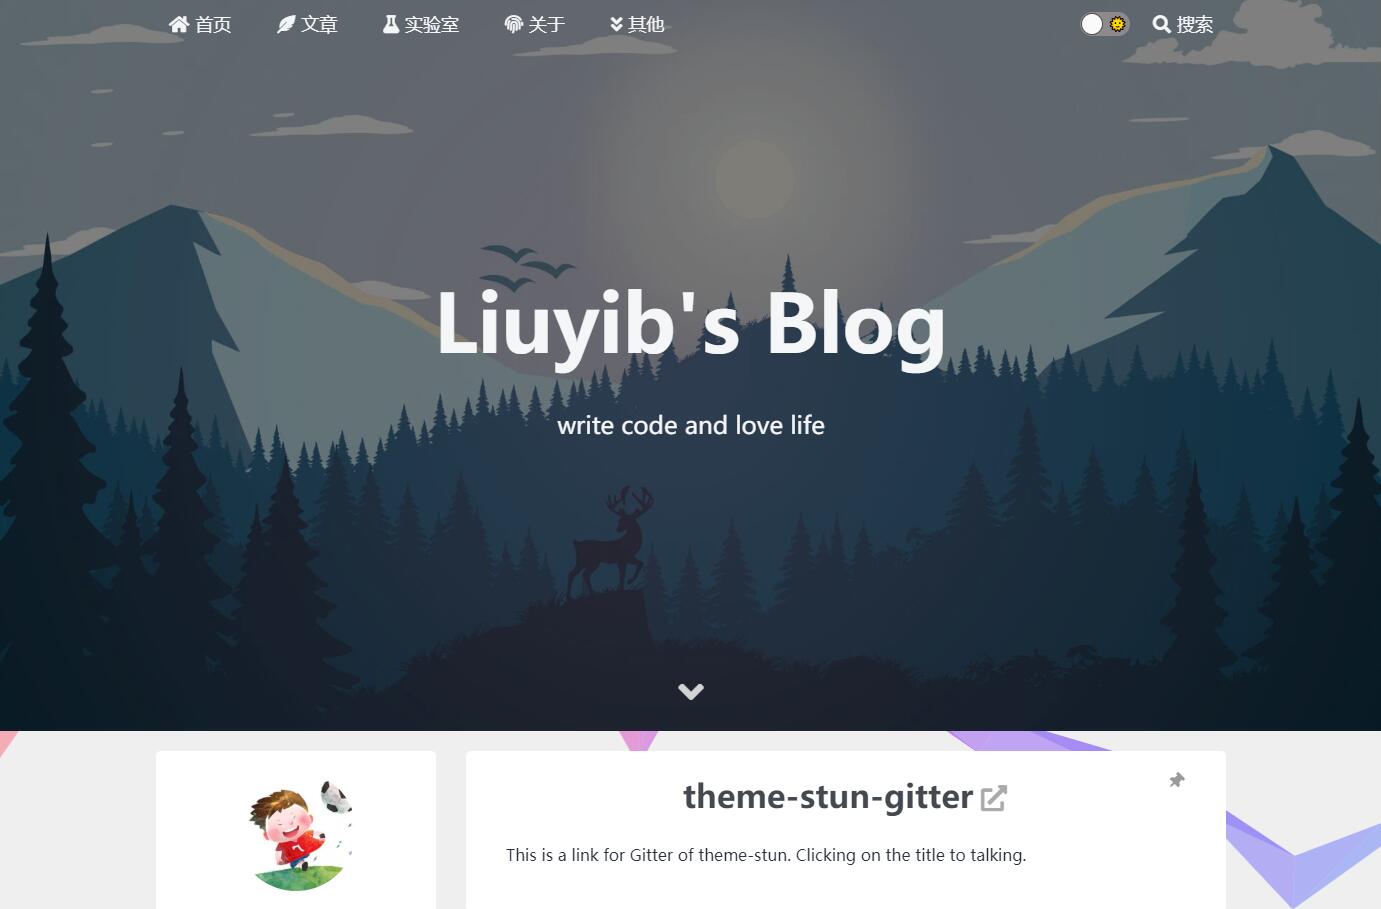 首页 文章 实验室 关于 其他 搜索
Liuyib's Blog
write code and love life
theme-stun-gitter
This is a link for Gitter of theme-stun. Clicking on the title to talking.